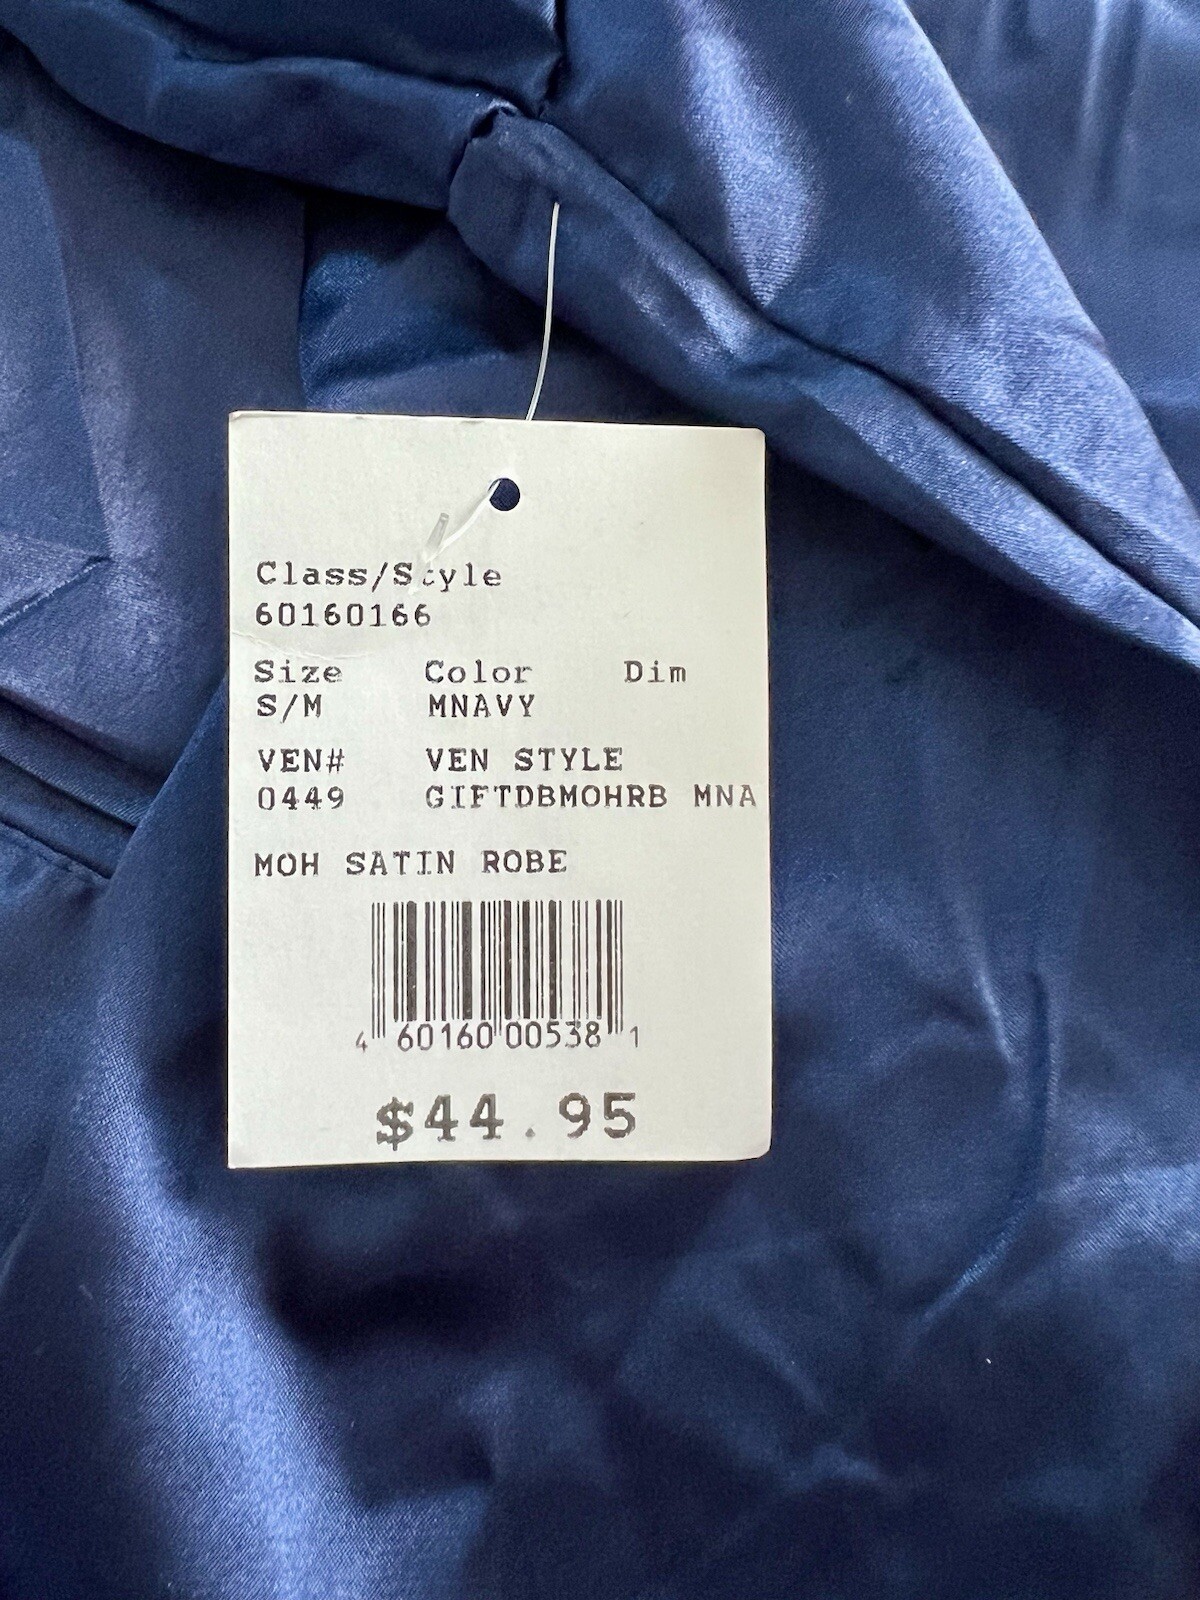 Class/Style
60160166
Size Color Dim
S/M MNAVY
VEN# VEN STYLE
0449 GIFTDBMOHRB MNA
MOH SATIN ROBE
4 60160 00538 1
$44.95